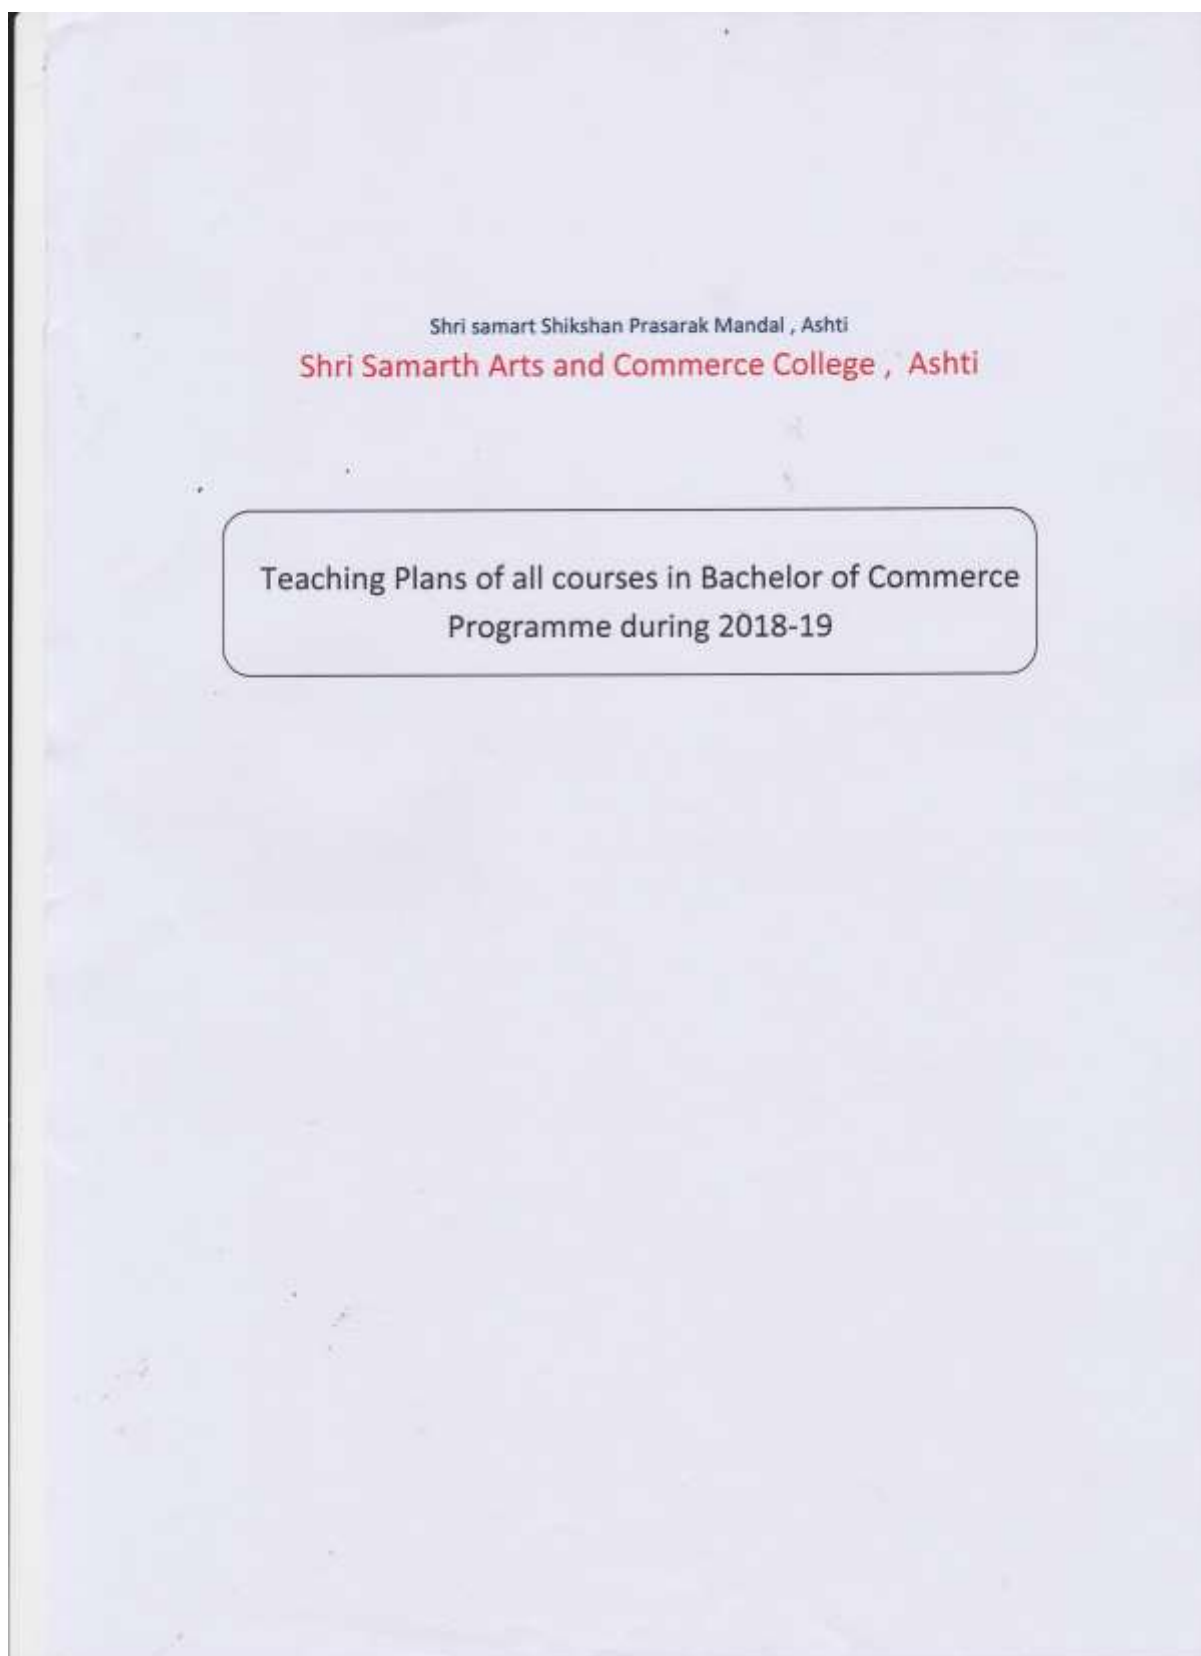 Shri samart Shikshan Prasarak Mandal , Ashti
Shri Samarth Arts and Commerce College , Ashti
Teaching Plans of all courses in Bachelor of Commerce
Programme during 2018-19